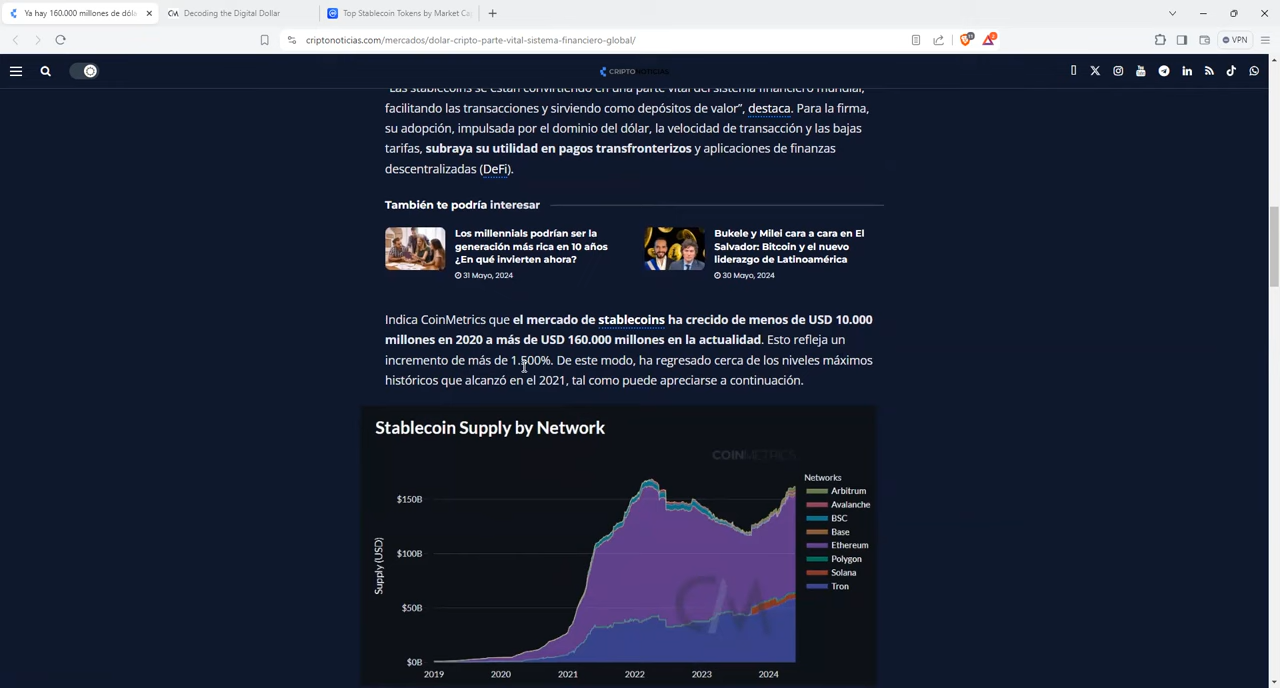 Ya hay 160.000 millones de dóla
Decoding the Digital Dollar
Top Stablecoin Tokens by Market Ca
criptonoticias.com/mercados/dolar-cripto-parte-vital-sistema-financiero-global/
VPN
CRIPTONOTICIAS
"Las stablecoins se están convirtiendo en una parte vital del sistema financiero mundial,
facilitando las transacciones y sirviendo como depósitos de valor", destaca. Para la firma,
su adopción, impulsada por el dominio del dólar, la velocidad de transacción y las bajas
tarifas, subraya su utilidad en pagos transfronterizos y aplicaciones de finanzas
descentralizadas (DeFi).
También te podría interesar
Los millennials podrían ser la
generación más rica en 10 años
¿En qué invierten ahora?
31 Mayo, 2024
Bukele y Milei cara a cara en El
Salvador: Bitcoin y el nuevo
liderazgo de Latinoamérica
30 Mayo, 2024
Indica CoinMetrics que el mercado de stablecoins ha crecido de menos de USD 10.000
millones en 2020 a más de USD 160.000 millones en la actualidad. Esto refleja un
incremento de más de 1.500%. De este modo, ha regresado cerca de los niveles máximos
históricos que alcanzó en el 2021, tal como puede apreciarse a continuación.
Stablecoin Supply by Network
COINMETRICS
Networks
Arbitrum
Avalanche
BSC
Base
Ethereum
Polygon
Solana
Tron
Supply (USD)
$150B
$100B
$50B
$0B
CM
2019 2020 2021 2022 2023 2024